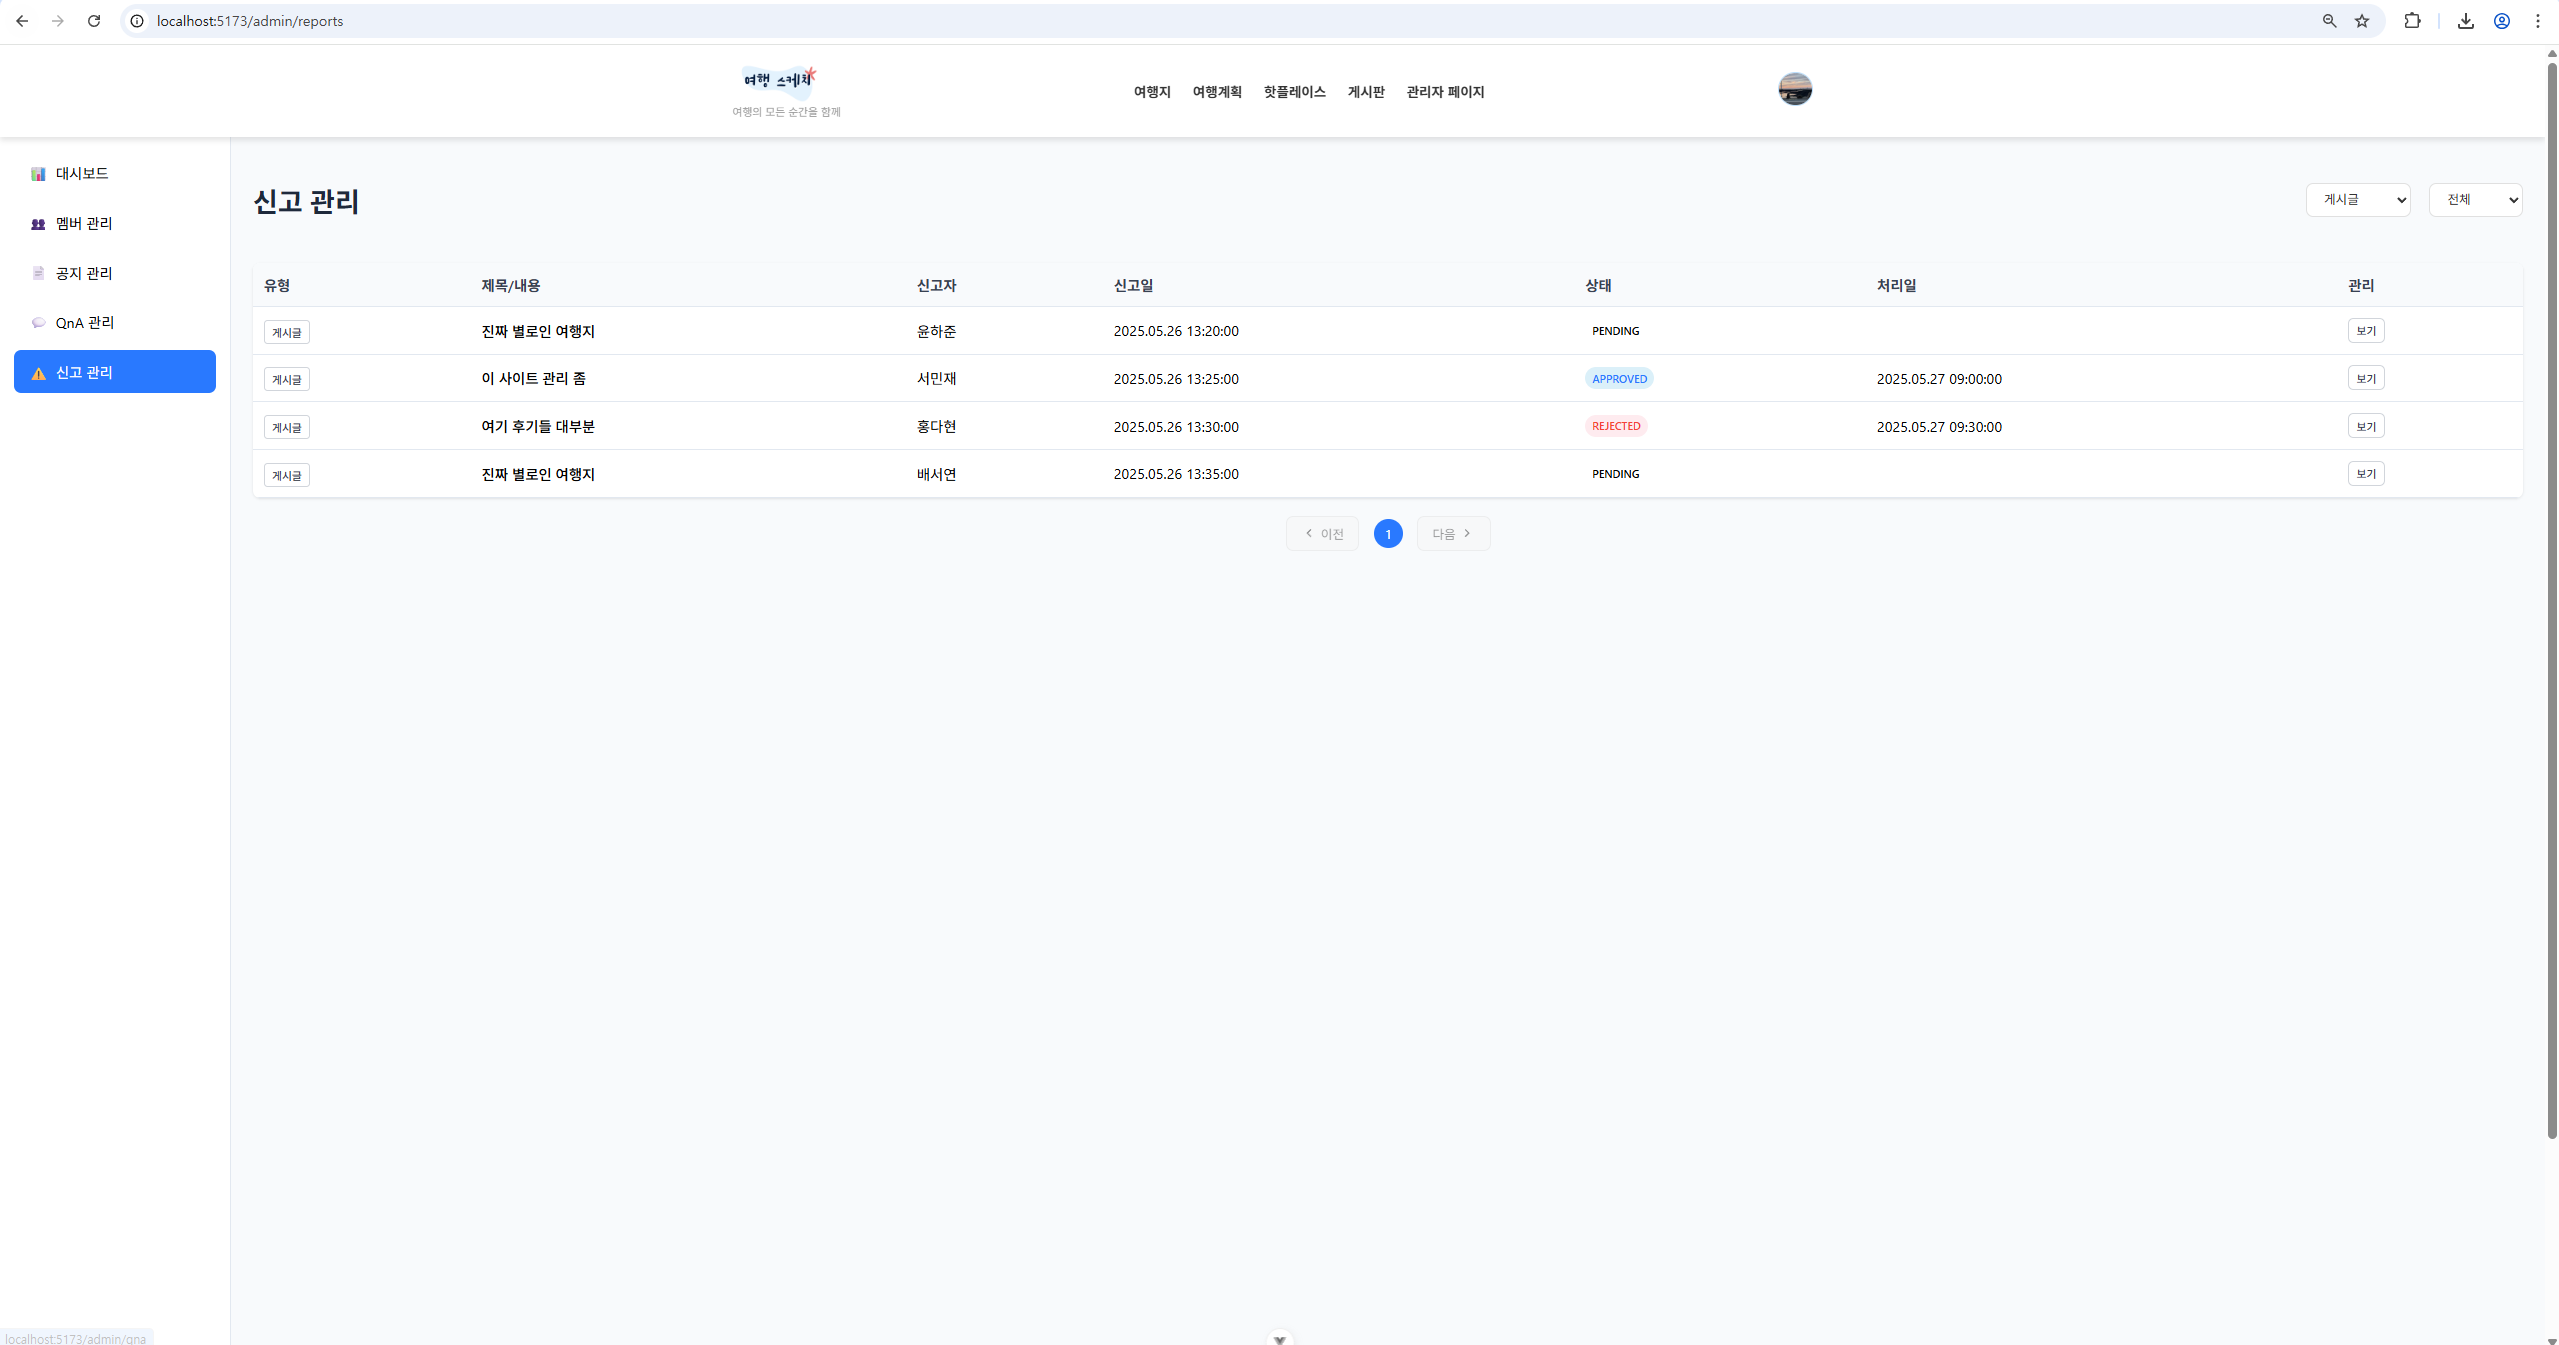 localhost:5173/admin/reports
여행 스케치
여행의 모든 순간을 함께
여행지 여행계획 핫플레이스 게시판 관리자 페이지
대시보드
멤버 관리
공지 관리
QnA 관리
신고 관리
신고 관리
게시글 전체
유형 제목/내용 신고자 신고일 상태 처리일 관리
게시글 진짜 별로인 여행지 윤하준 2025.05.26 13:20:00 PENDING 보기
게시글 이 사이트 관리 좀 서민재 2025.05.26 13:25:00 APPROVED 2025.05.27 09:00:00 보기
게시글 여기 후기들 대부분 홍다현 2025.05.26 13:30:00 REJECTED 2025.05.27 09:30:00 보기
게시글 진짜 별로인 여행지 배서연 2025.05.26 13:35:00 PENDING 보기
이전 1 다음
localhost:5173/admin/qna